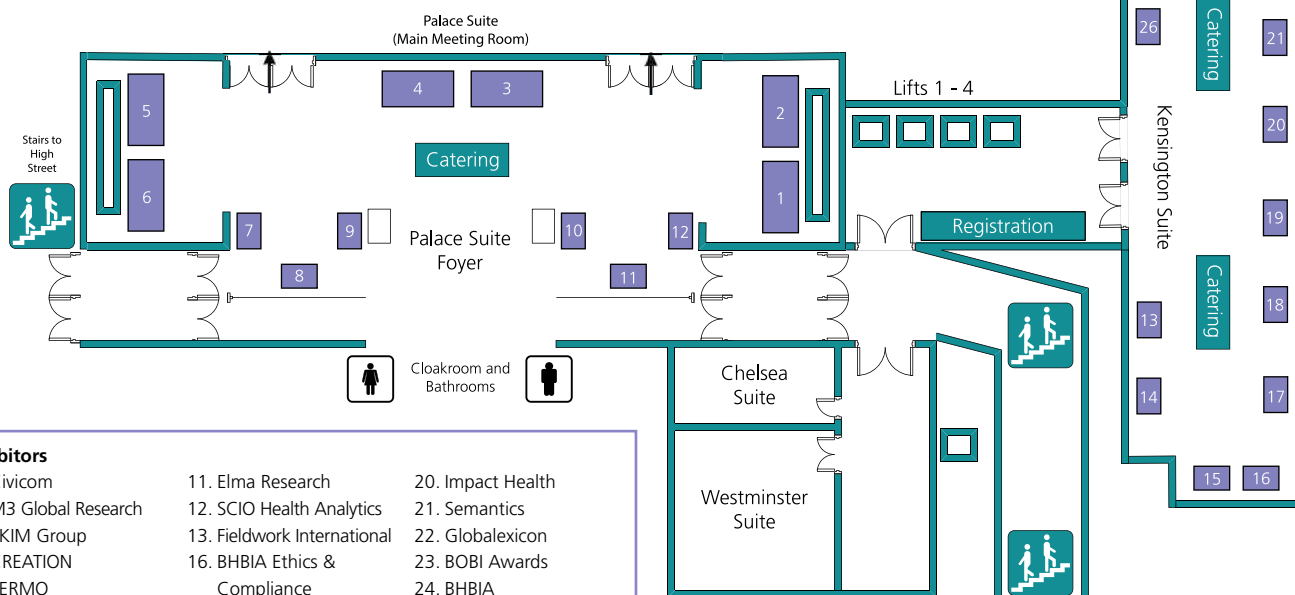 Palace Suite
(Main Meeting Room)
26
Catering
21
5
4
3
2
Lifts 1 - 4
20
Kensington Suite
Stairs to
High
Street
Catering
6
1
19
7
9
Palace Suite
Foyer
10
12
Registration
8
11
Catering
18
13
Cloakroom and
Bathrooms
Chelsea
Suite
14
17
15
16
Westminster
Suite
M3 Global Research
KIM Group
11. Elma Research
12. SCIO Health Analytics
13. Fieldwork International
16. BHBIA Ethics &
Compliance
20. Impact Health
21. Semantics
22. Globalexicon
23. BOBI Awards
24. BHBIA